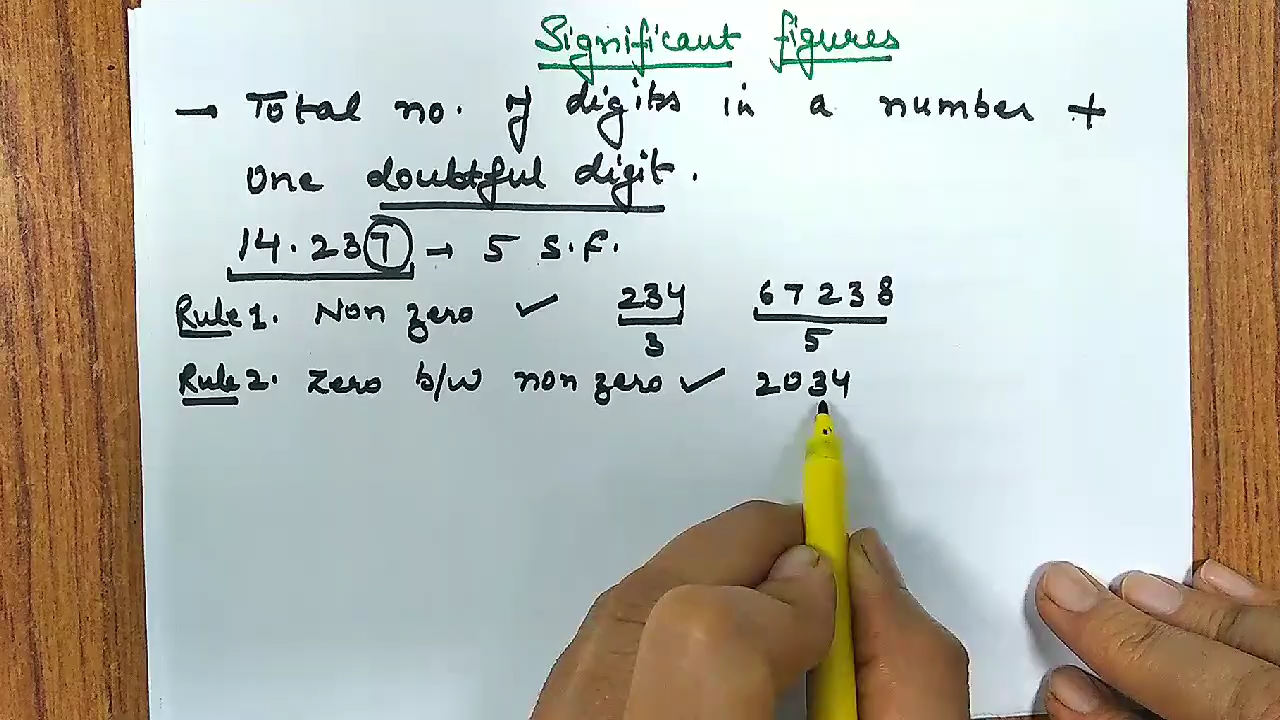 Significant figures
→ Total no. of digits in a number +
one doubtful digit.
14.237 → 5 S.F.
Rule 1. Non zero ✓ 234 67238
3 5
Rule 2. Zero b/w non zero ✓ 2034